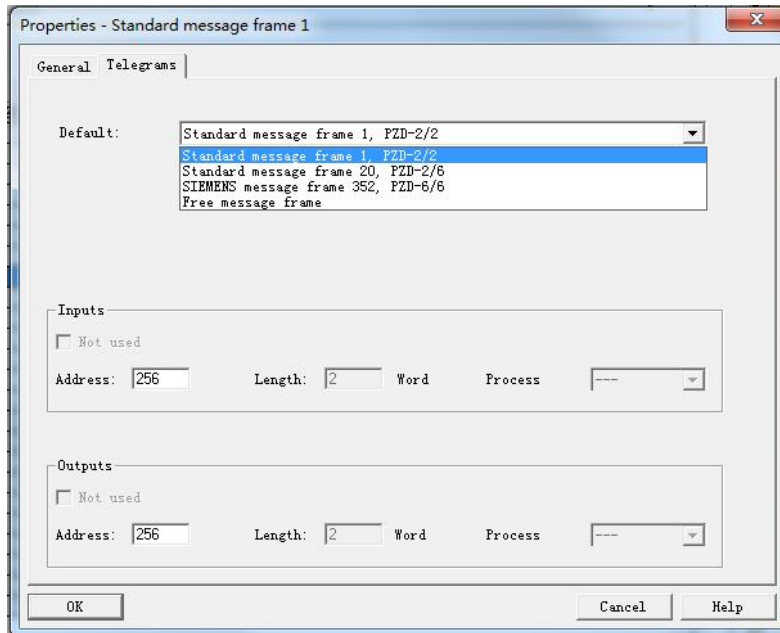 Properties - Standard message frame 1
General Telegrams
Default: Standard message frame 1, PZD-2/2
Standard message frame 1, PZD-2/2
Standard message frame 20, PZD-2/6
SIEMENS message frame 352, PZD-6/6
Free message frame
Inputs
Not used
Address: 256 Length: 2 Word Process ---
Outputs
Not used
Address: 256 Length: 2 Word Process ---
OK Cancel Help